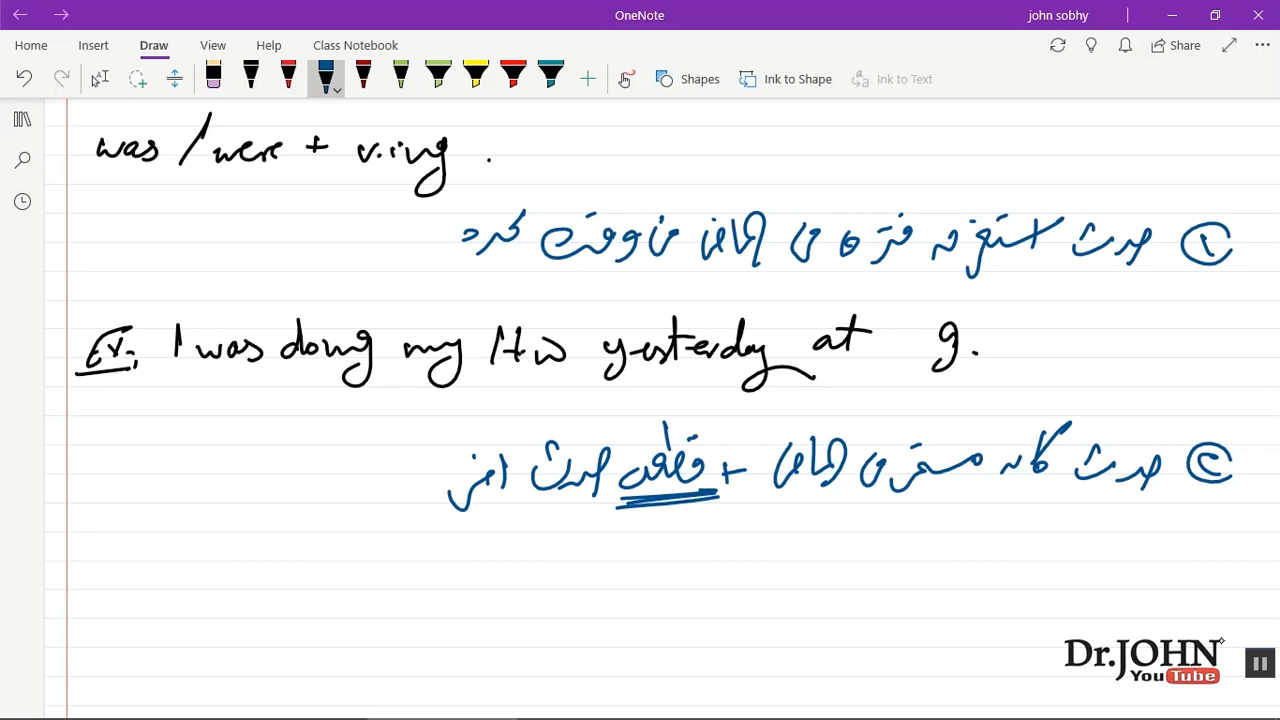 OneNote
john sobhy
Home Insert Draw View Help Class Notebook
Share
Shapes
Ink to Shape
Ink to Text
was / were + v.ing .
① حدث استغرق فترة في الماضي في وقت محدد
Ex: I was doing my Hw yesterday at 9.
② حدث كان مستمر في الماضي + قطعه حدث اخر
Dr.JOHN
YouTube